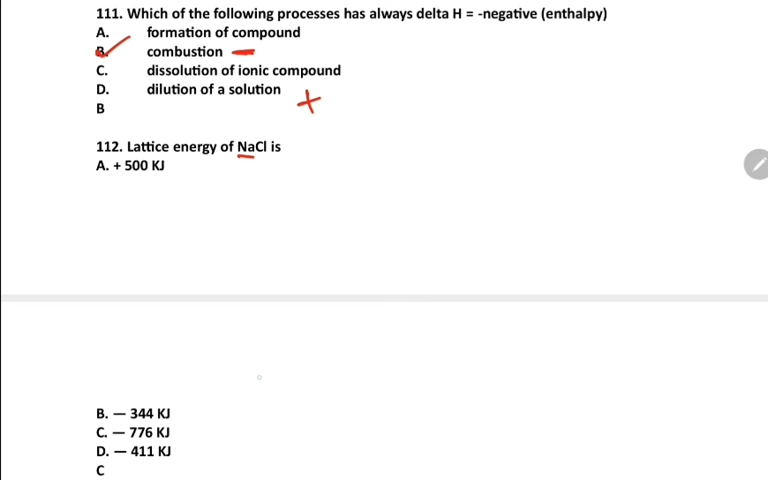 111. Which of the following processes has always delta H = -negative (enthalpy)
A. formation of compound
B. combustion
C. dissolution of ionic compound
D. dilution of a solution
B
112. Lattice energy of NaCl is
A. + 500 KJ
B. — 344 KJ
C. — 776 KJ
D. — 411 KJ
C